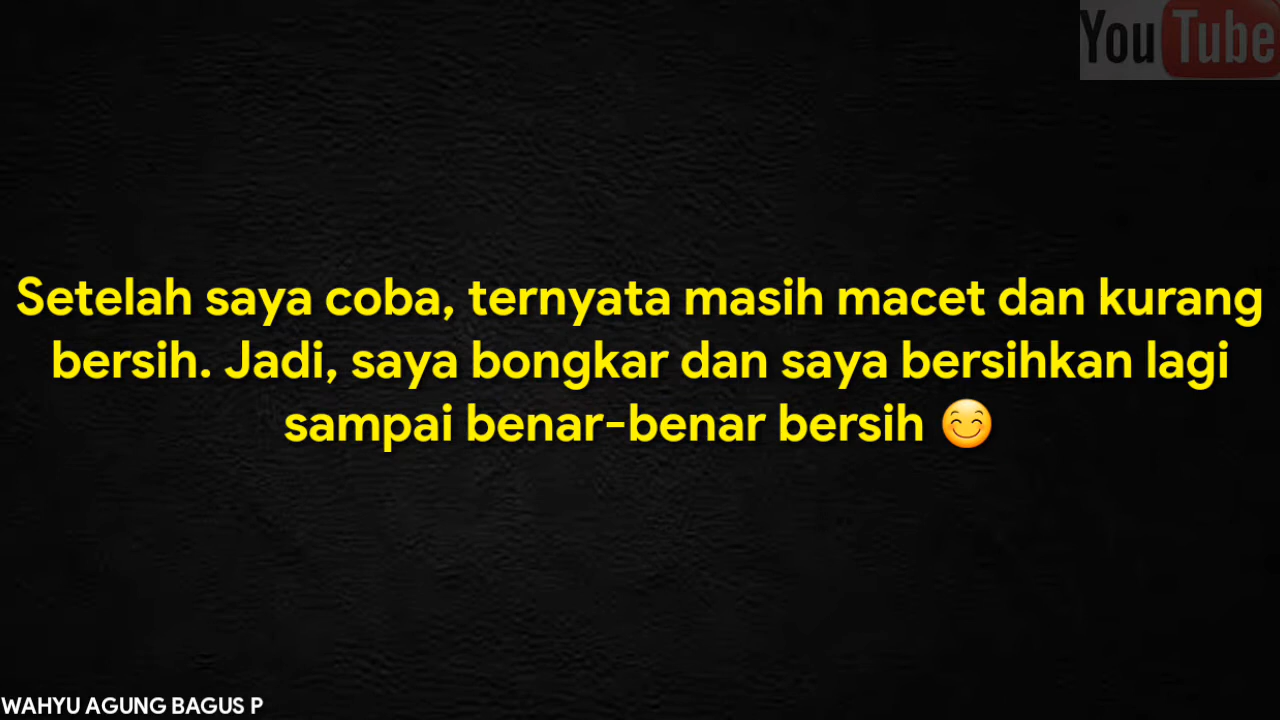 YouTube
Setelah saya coba, ternyata masih macet dan kurang
bersih. Jadi, saya bongkar dan saya bersihkan lagi
sampai benar-benar bersih 😊
WAHYU AGUNG BAGUS P